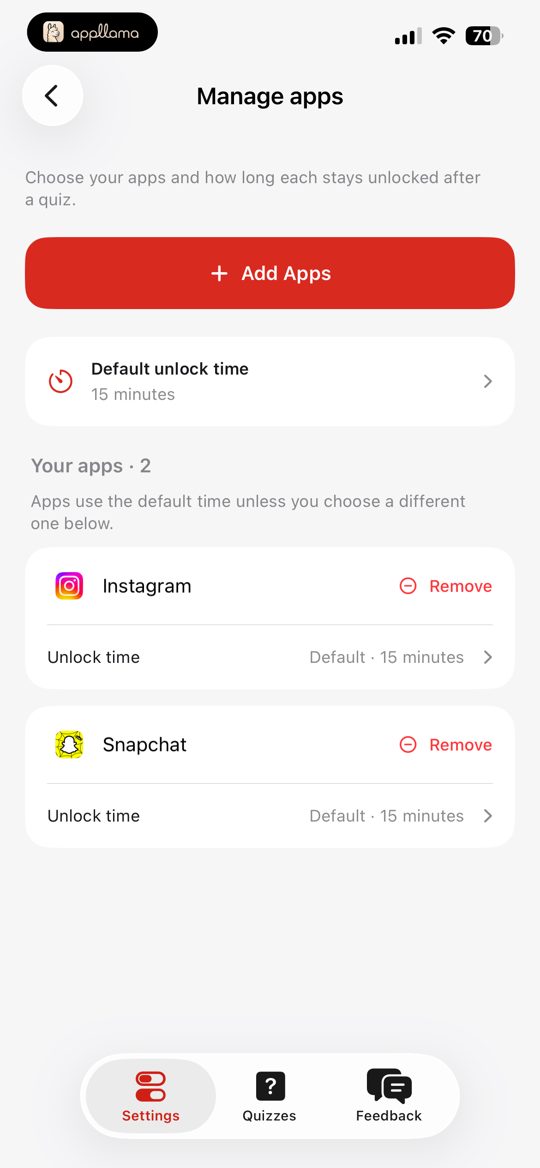 appllama
70
Manage apps
Choose your apps and how long each stays unlocked after
a quiz.
+ Add Apps
Default unlock time
15 minutes
Your apps · 2
Apps use the default time unless you choose a different
one below.
Instagram
Remove
Unlock time
Default · 15 minutes
Snapchat
Remove
Unlock time
Default · 15 minutes
?
Settings
Quizzes
Feedback